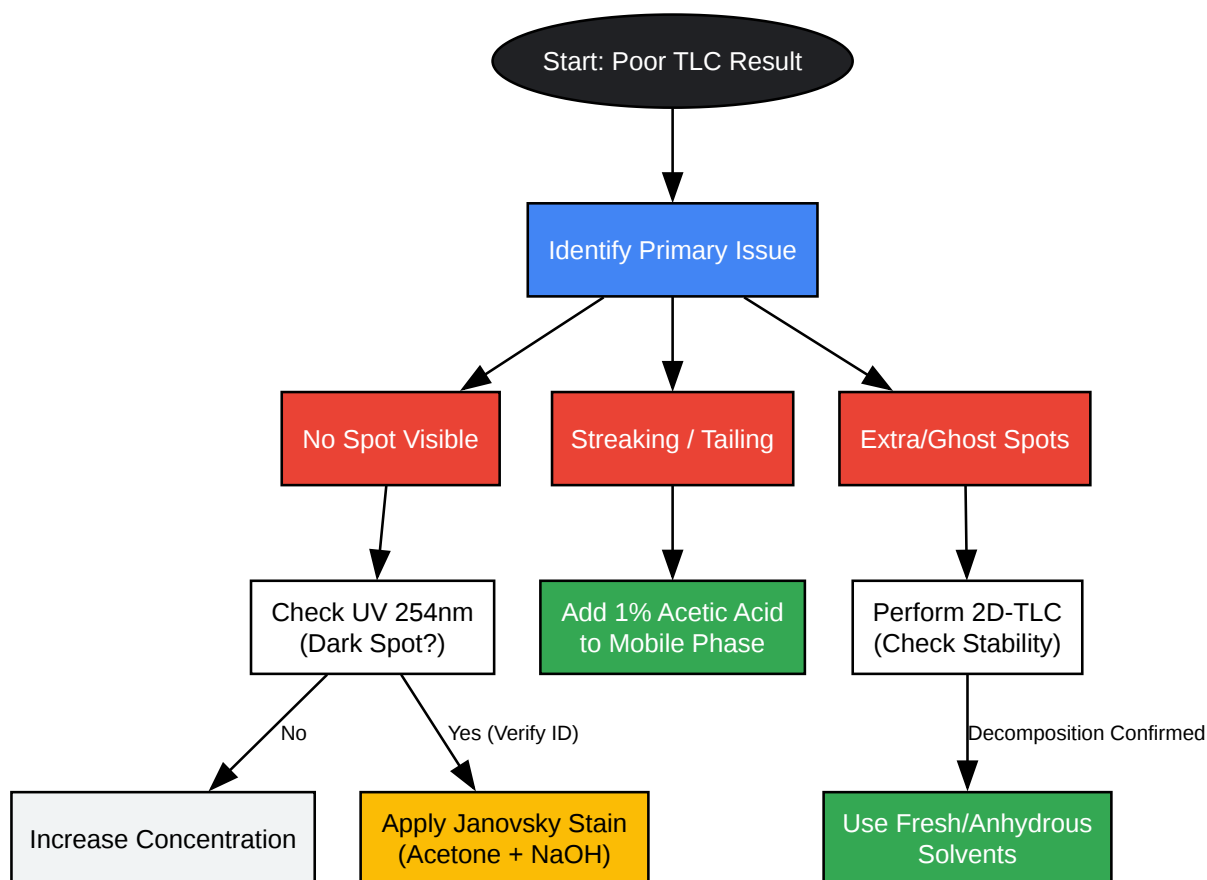 Start: Poor TLC Result
Identify Primary Issue
No Spot Visible
Streaking / Tailing
Extra/Ghost Spots
Check UV 254nm
(Dark Spot?)
Add 1% Acetic Acid
to Mobile Phase
Perform 2D-TLC
(Check Stability)
No
Yes (Verify ID)
Decomposition Confirmed
Increase Concentration
Apply Janovsky Stain
(Acetone + NaOH)
Use Fresh/Anhydrous
Solvents